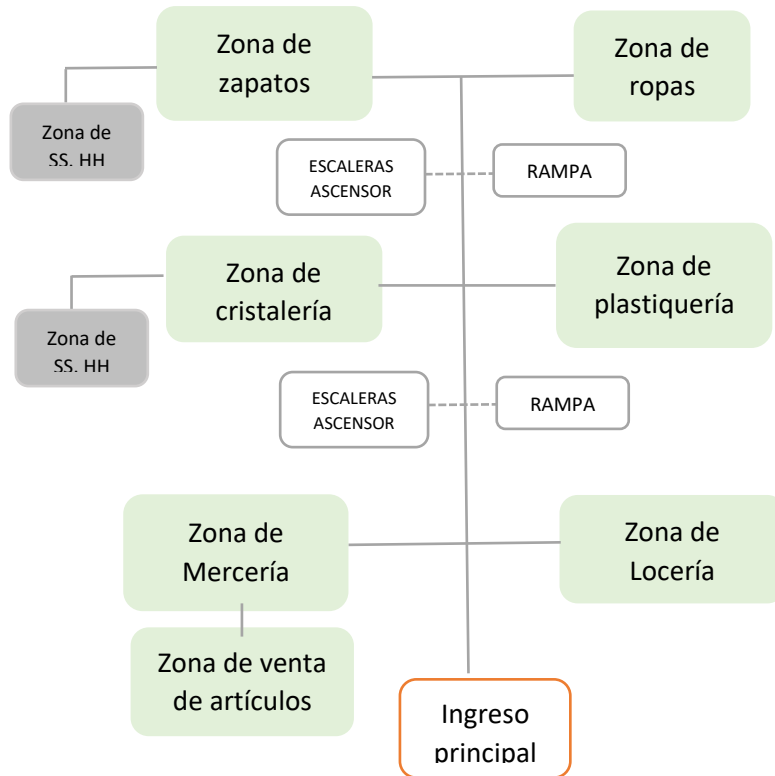 Zona de
zapatos
Zona de
ropas
Zona de
SS. HH
ESCALERAS
ASCENSOR
RAMPA
Zona de
cristalería
Zona de
plastiquería
Zona de
SS. HH
ESCALERAS
ASCENSOR
RAMPA
Zona de
Mercería
Zona de
Locería
Zona de venta
de artículos
Ingreso
principal